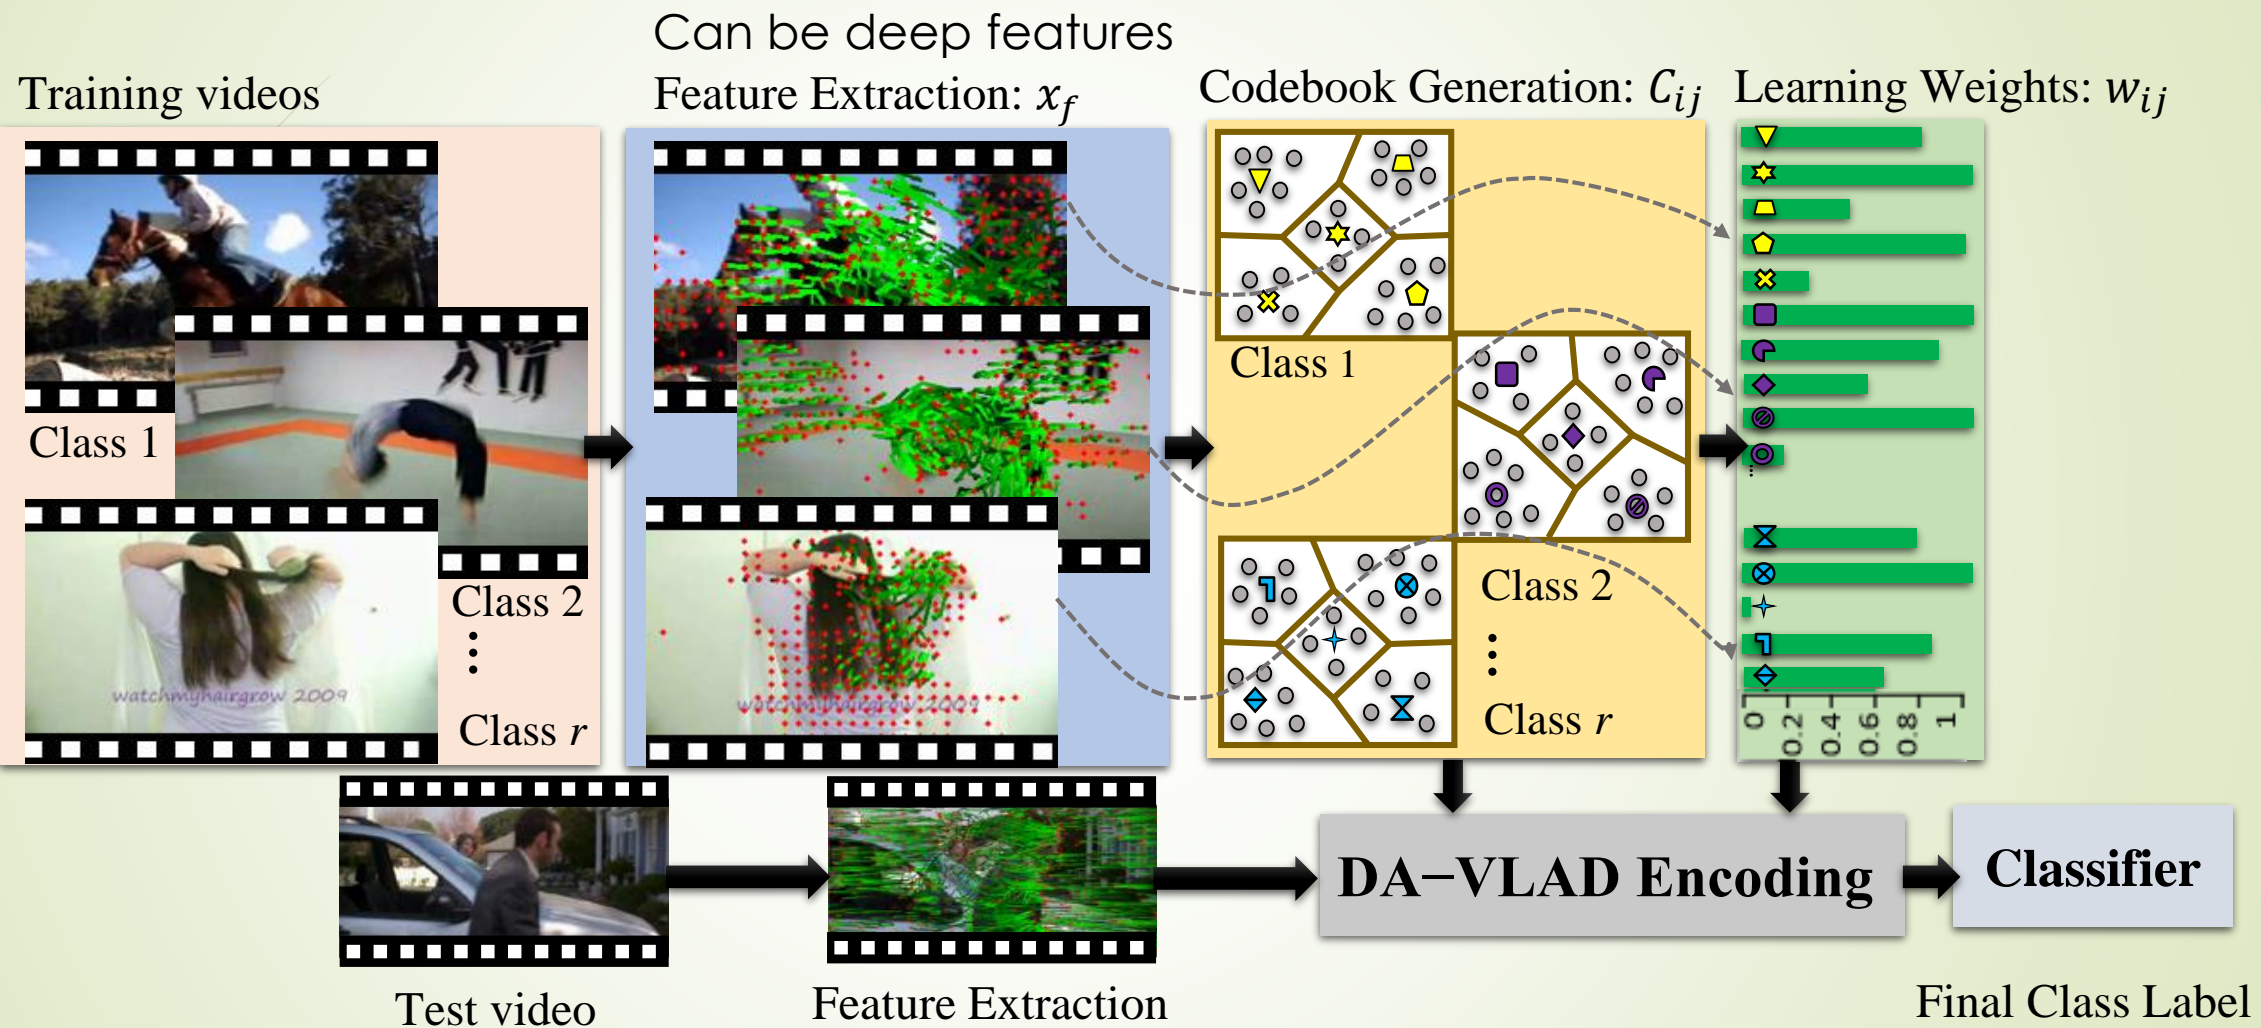 Can be deep features
Training videos
Feature Extraction: x_f
Codebook Generation: C_ij
Learning Weights: w_ij
Class 1
Class 2
⋮
Class r
watchmyhairgrow 2009
watchmyhairgrow 2009
Class 1
Class 2
⋮
Class r
0
0.2
0.4
0.6
0.8
1
DA–VLAD Encoding
Classifier
Test video
Feature Extraction
Final Class Label